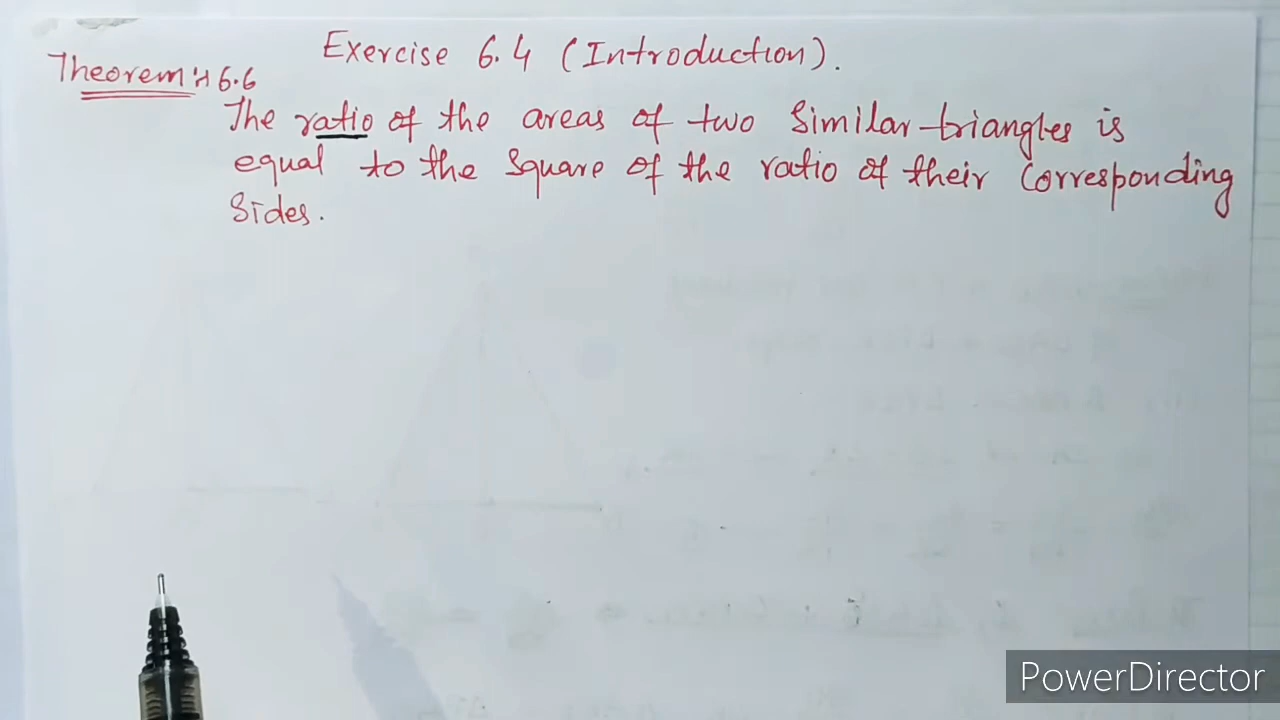 Exercise 6.4 (Introduction).
Theorem:- 6.6
The ratio of the areas of two similar triangles is
equal to the square of the ratio of their corresponding
sides.
PowerDirector